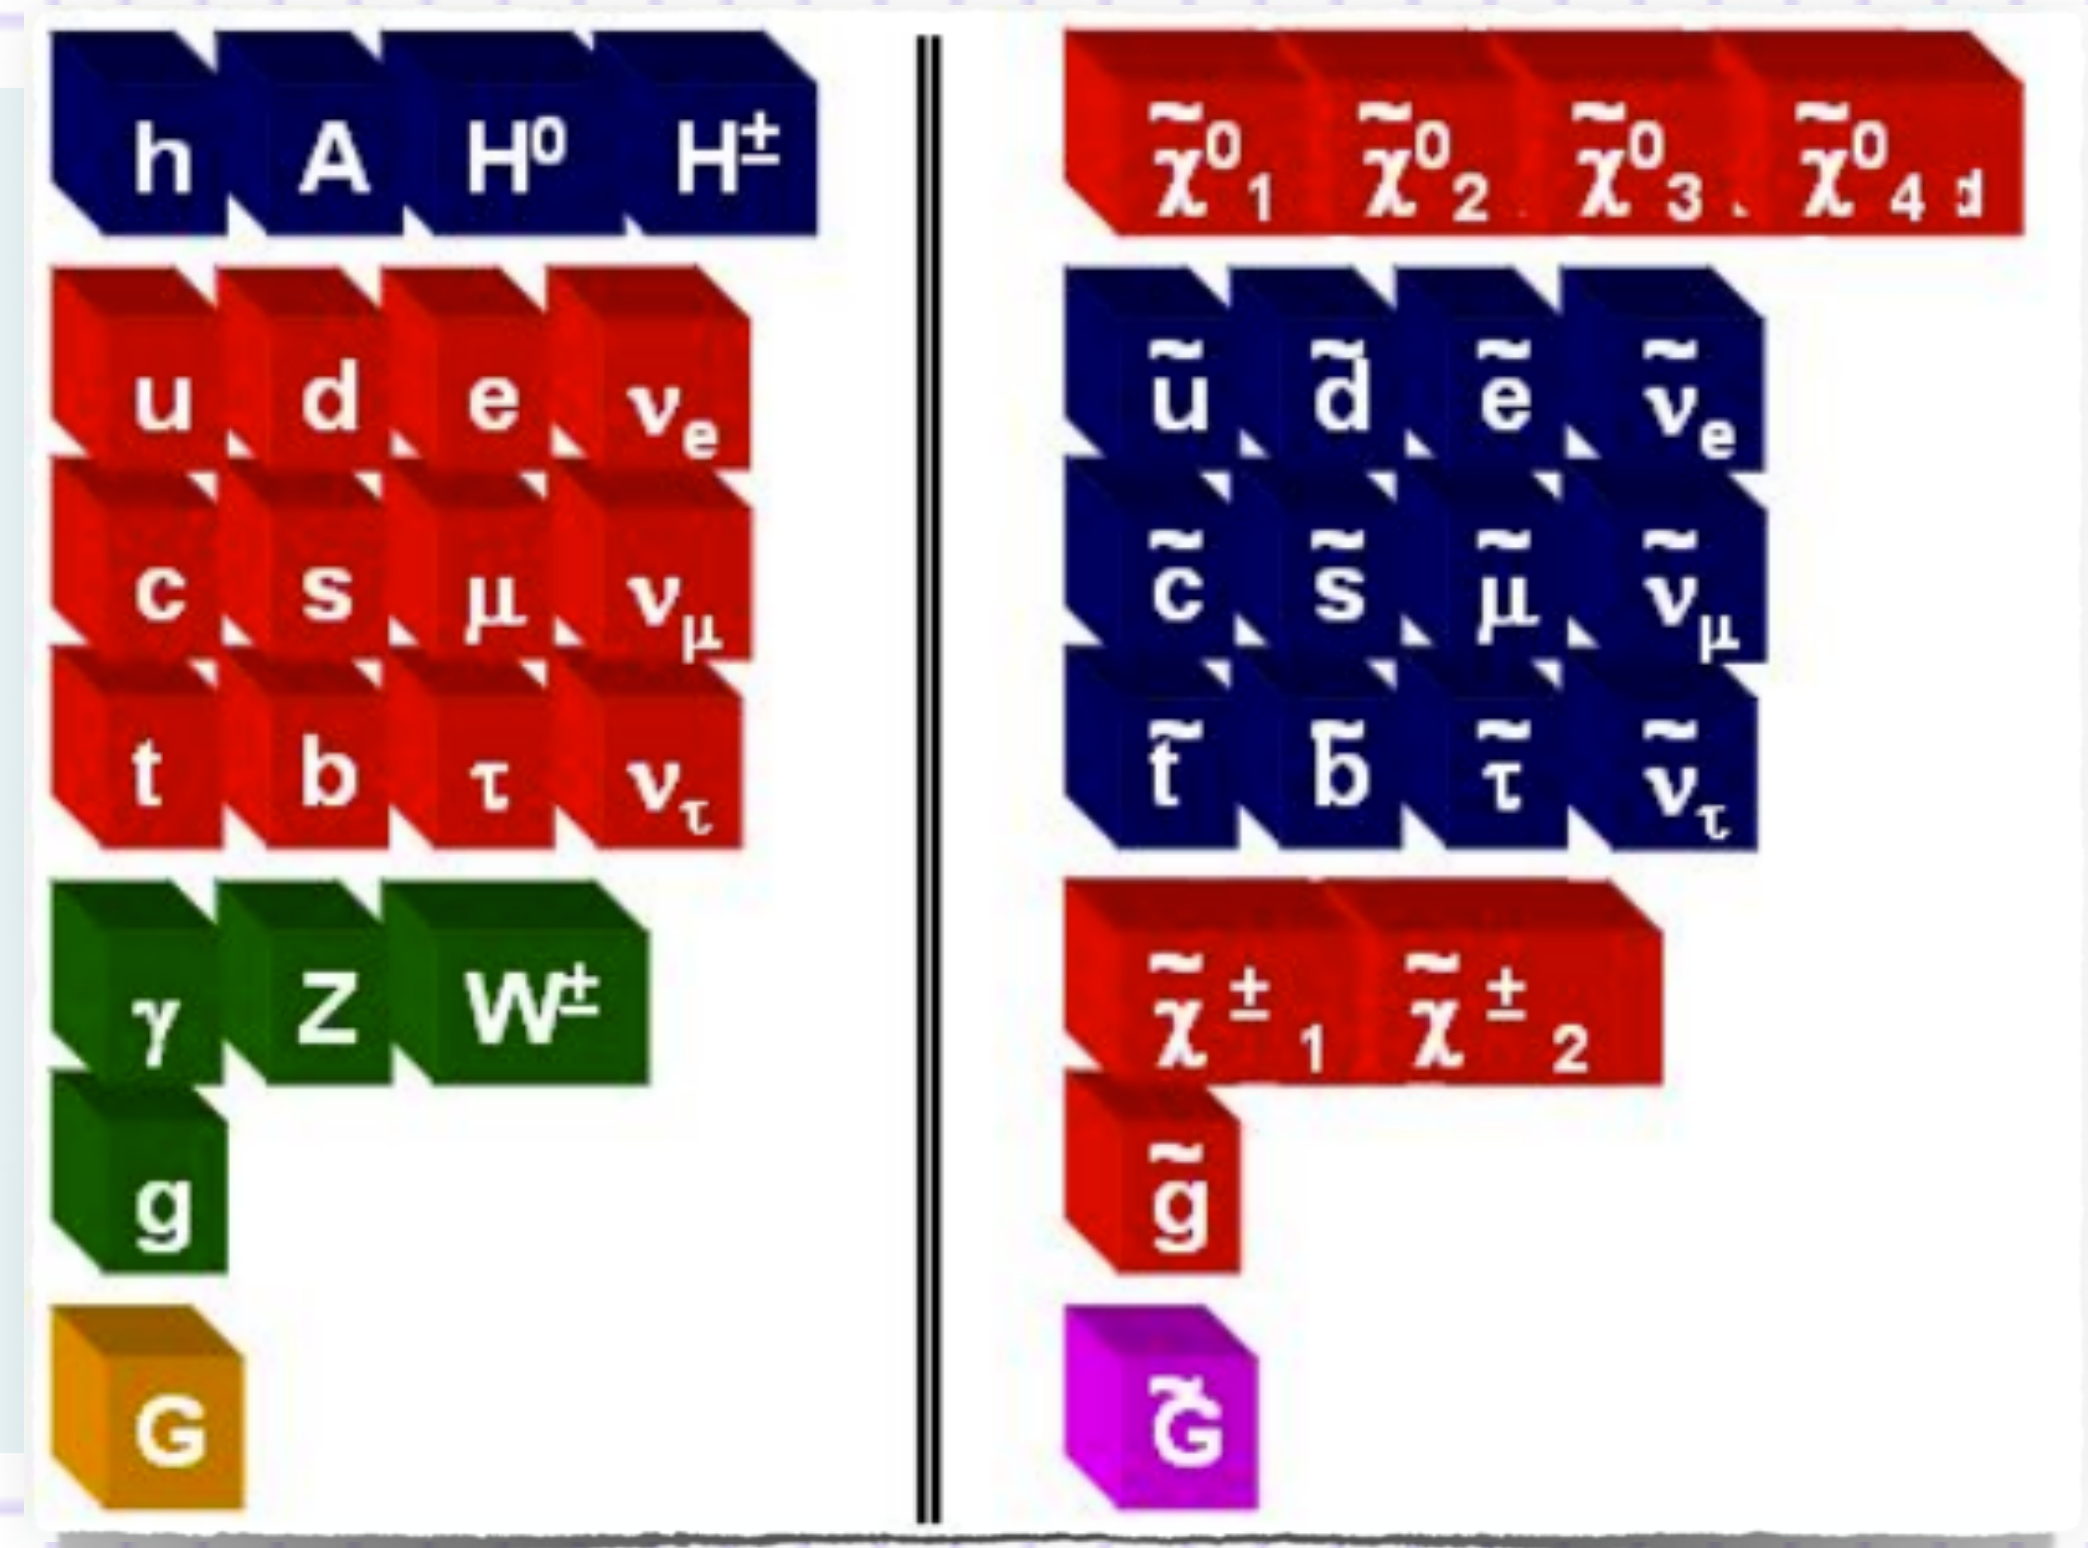 h A H⁰ H±
u d e νe
c s μ νμ
t b τ ντ
γ Z W±
g
G
χ̃⁰₁ χ̃⁰₂ χ̃⁰₃ χ̃⁰₄
ũ d̃ ẽ ν̃e
c̃ s̃ μ̃ ν̃μ
t̃ b̃ τ̃ ν̃τ
χ̃±₁ χ̃±₂
g̃
G̃